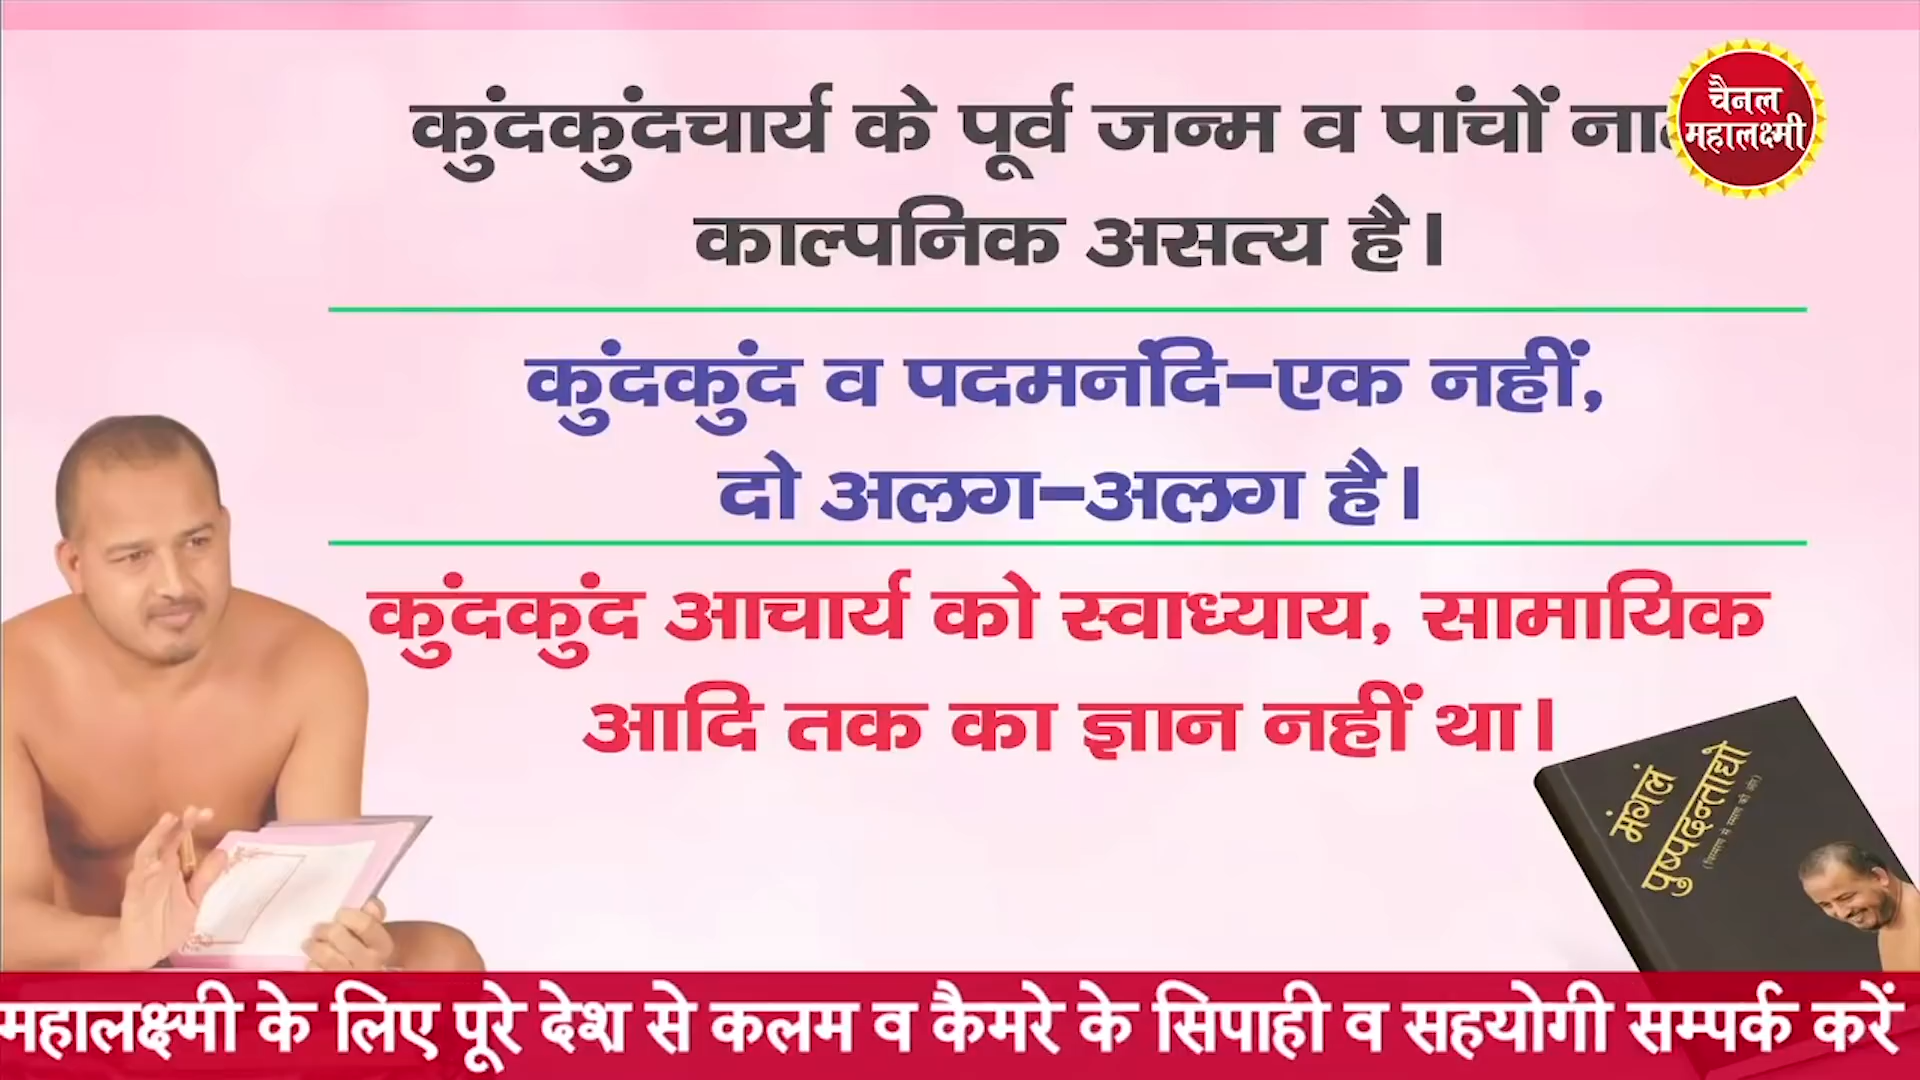 कुंदकुंदचार्य के पूर्व जन्म व पांचों
चैनल
महालक्ष्मी
काल्पनिक असत्य है।
कुंदकुंद व पदमनंदि-एक नहीं,
दो अलग-अलग है।
कुंदकुंद आचार्य को स्वाध्याय, सामायिक
आदि तक का ज्ञान नहीं था।
मंगलं
पुष्पदन्ताद्यो
महालक्ष्मी के लिए पूरे देश से कलम व कैमरे के सिपाही व सहयोगी सम्पर्क करें